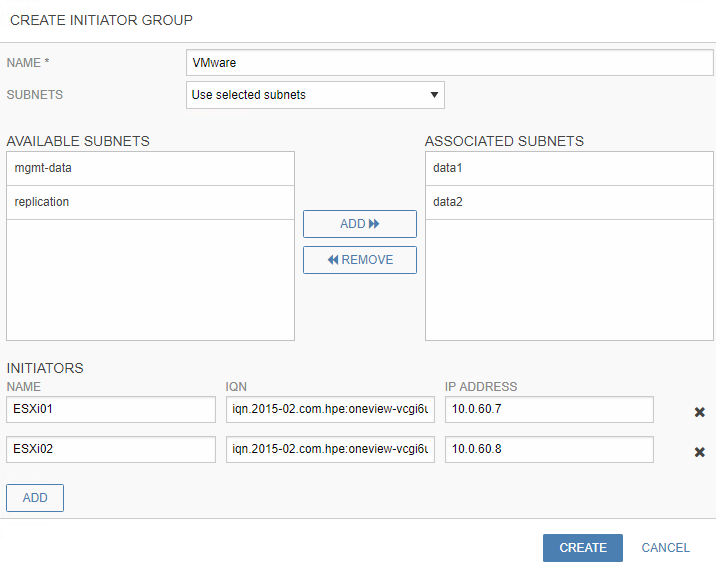 CREATE INITIATOR GROUP
NAME * VMware
SUBNETS Use selected subnets
AVAILABLE SUBNETS ASSOCIATED SUBNETS
mgmt-data data1
replication data2
ADD
REMOVE
INITIATORS
NAME IQN IP ADDRESS
ESXi01 iqn.2015-02.com.hpe:oneview-vcgi6u 10.0.60.7
ESXi02 iqn.2015-02.com.hpe:oneview-vcgi6u 10.0.60.8
ADD
CREATE CANCEL